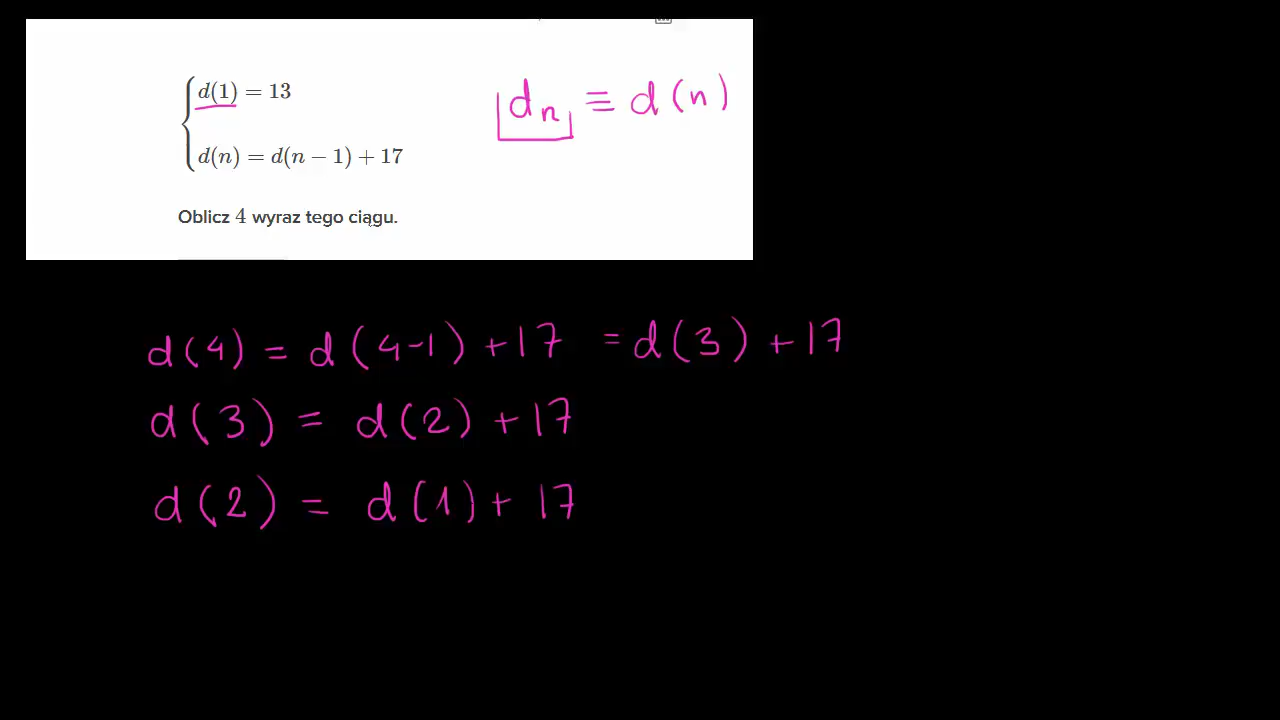 d(1) = 13
dₙ ≡ d(n)
d(n) = d(n − 1) + 17
Oblicz 4 wyraz tego ciągu.
d(4) = d(4-1) + 17 = d(3) + 17
d(3) = d(2) + 17
d(2) = d(1) + 17